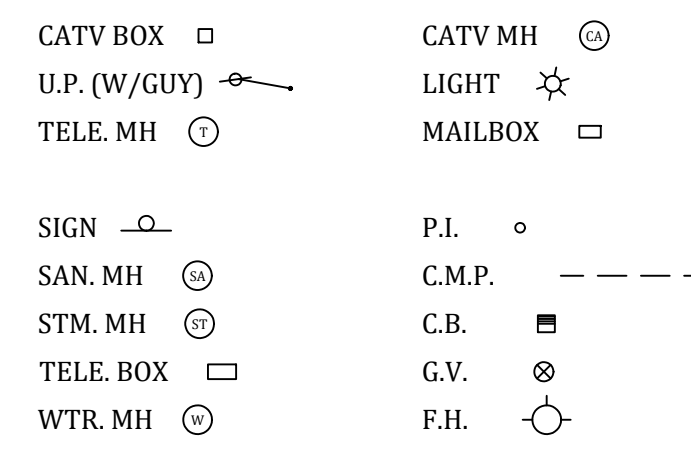 CATV BOX
CATV MH CA
U.P. (W/GUY)
LIGHT
TELE. MH T
MAILBOX
SIGN
P.I.
SAN. MH SA
C.M.P.
STM. MH ST
C.B.
TELE. BOX
G.V.
WTR. MH W
F.H.